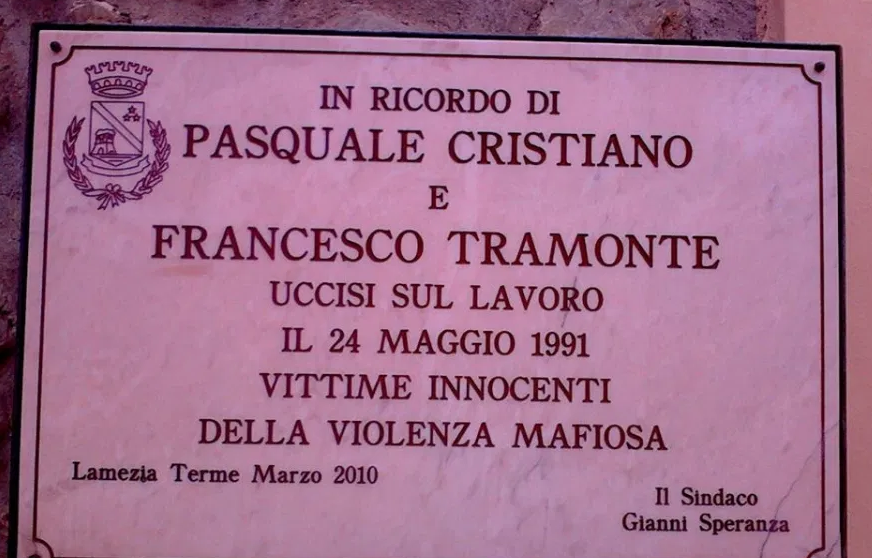 IN RICORDO DI
PASQUALE CRISTIANO
E
FRANCESCO TRAMONTE
UCCISI SUL LAVORO
IL 24 MAGGIO 1991
VITTIME INNOCENTI
DELLA VIOLENZA MAFIOSA
Lamezia Terme Marzo 2010
Il Sindaco
Gianni Speranza